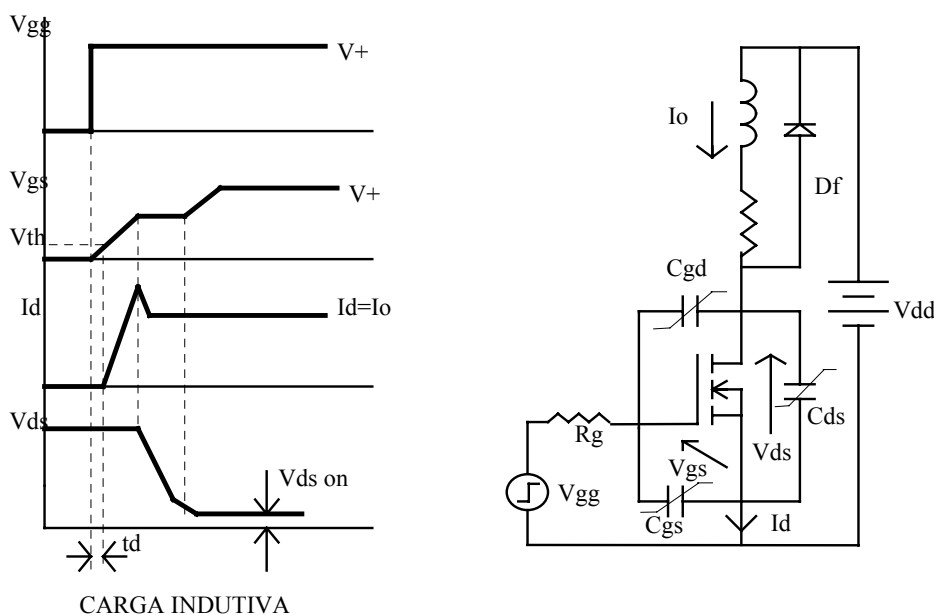 Vgg
V+
Vgs
V+
Vth
Id
Id=Io
Vds
Vds on
td
CARGA INDUTIVA
Io
Df
Cgd
Vdd
Rg
Vds
Cds
Vgs
Vgg
Cgs
Id